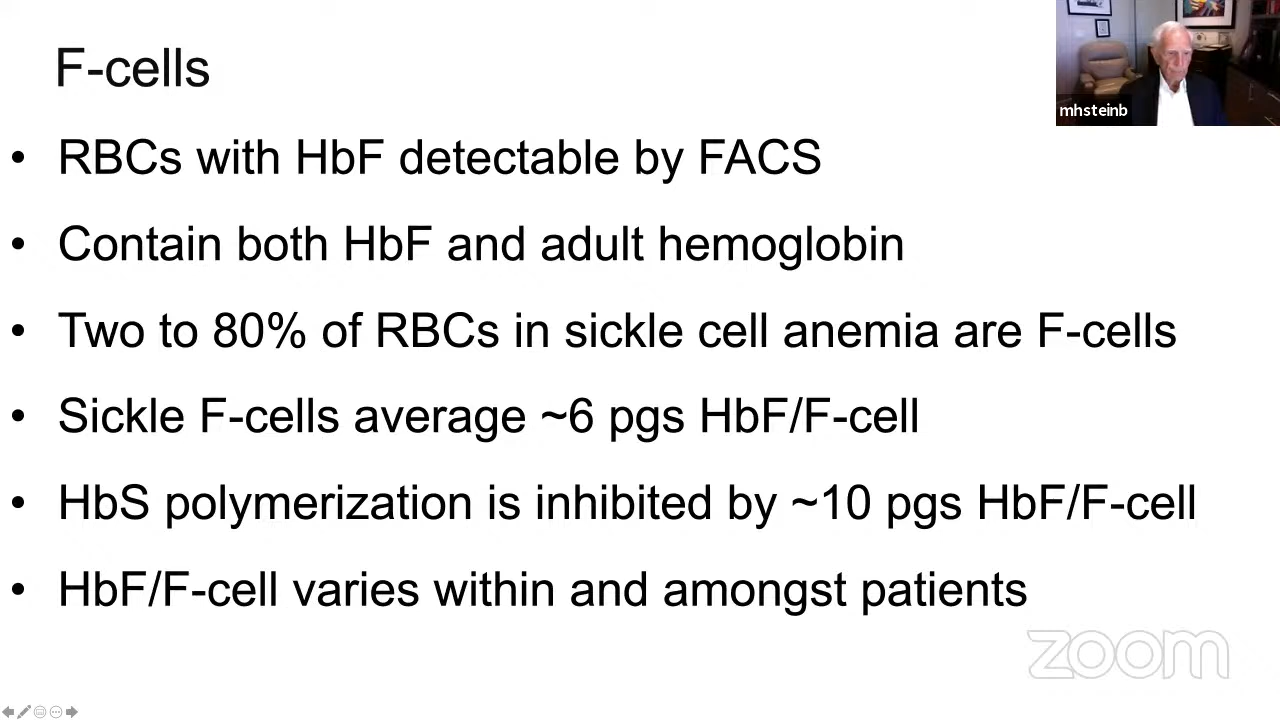 F-cells
mhsteinb
• RBCs with HbF detectable by FACS
• Contain both HbF and adult hemoglobin
• Two to 80% of RBCs in sickle cell anemia are F-cells
• Sickle F-cells average ~6 pgs HbF/F-cell
• HbS polymerization is inhibited by ~10 pgs HbF/F-cell
• HbF/F-cell varies within and amongst patients
zoom